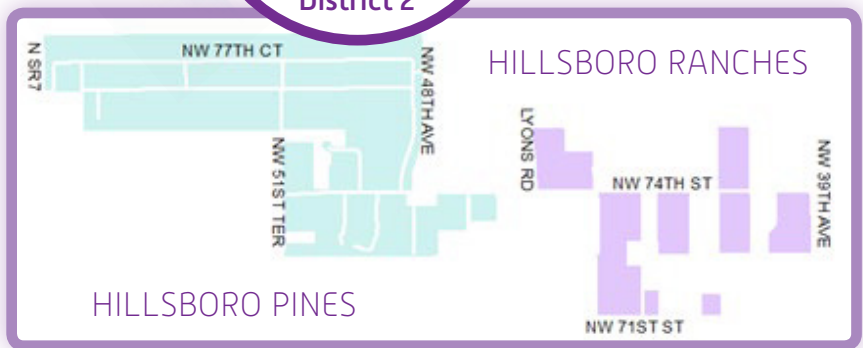 District 2
NW 77TH CT
N SR7
NW 48TH AVE
HILLSBORO RANCHES
LYONS RD
NW 51ST TER
NW 74TH ST
NW 39TH AVE
HILLSBORO PINES
NW 71ST ST